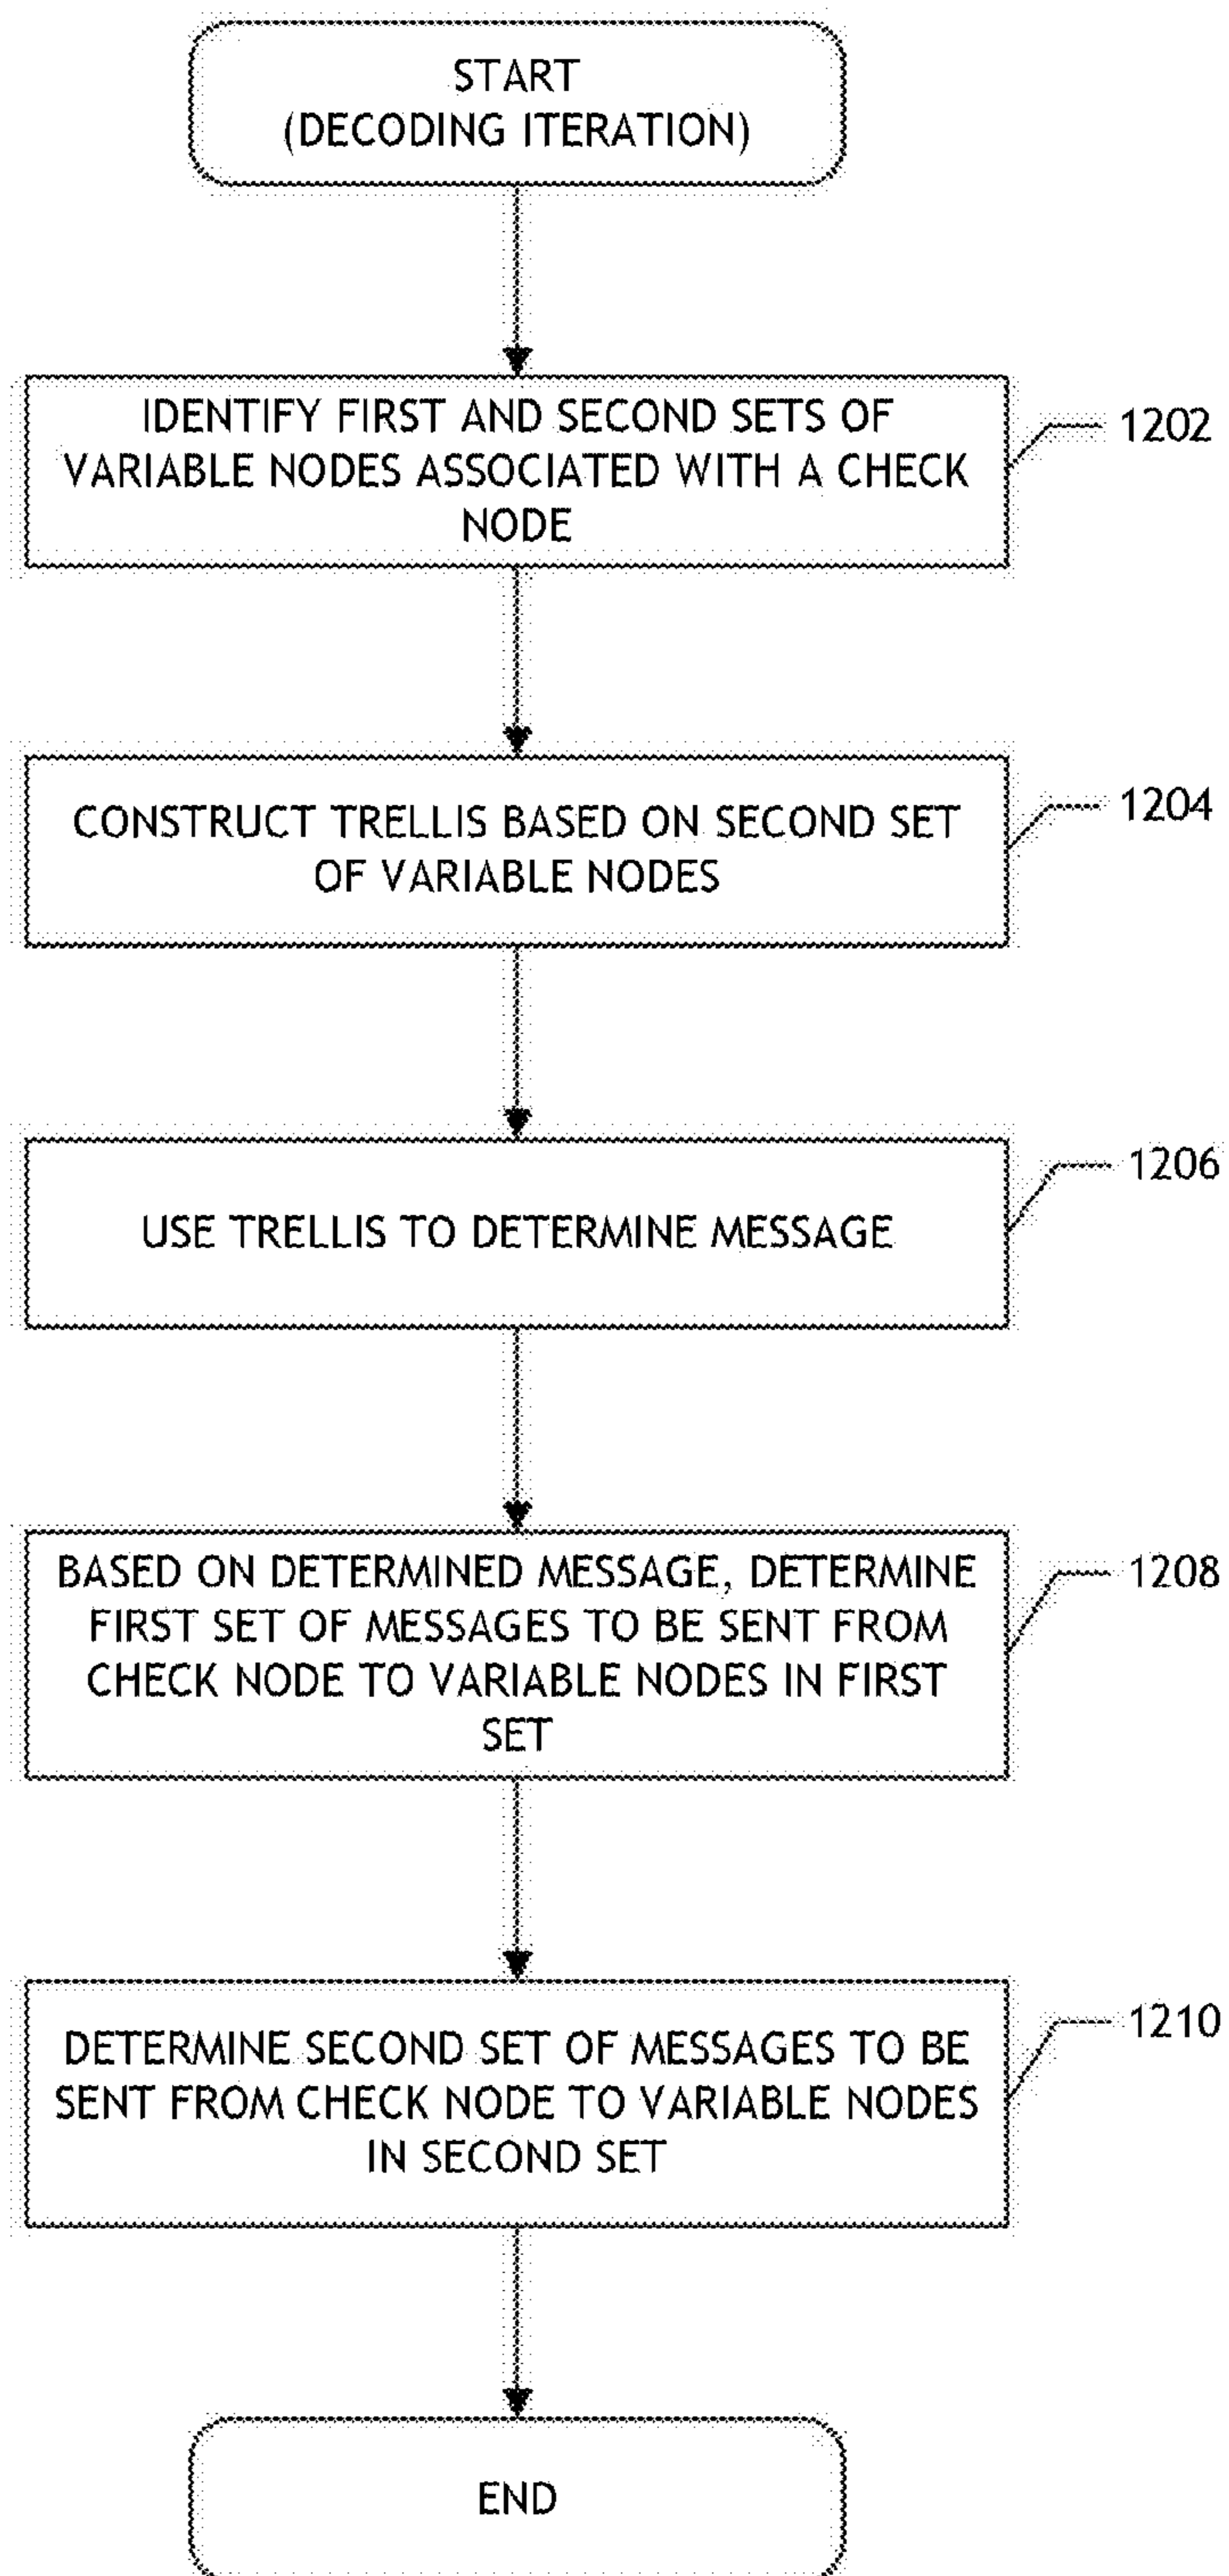 START
(DECODING ITERATION)
IDENTIFY FIRST AND SECOND SETS OF
VARIABLE NODES ASSOCIATED WITH A CHECK
NODE
1202
CONSTRUCT TRELLIS BASED ON SECOND SET
OF VARIABLE NODES
1204
USE TRELLIS TO DETERMINE MESSAGE
1206
BASED ON DETERMINED MESSAGE, DETERMINE
FIRST SET OF MESSAGES TO BE SENT FROM
CHECK NODE TO VARIABLE NODES IN FIRST
SET
1208
DETERMINE SECOND SET OF MESSAGES TO BE
SENT FROM CHECK NODE TO VARIABLE NODES
IN SECOND SET
1210
END